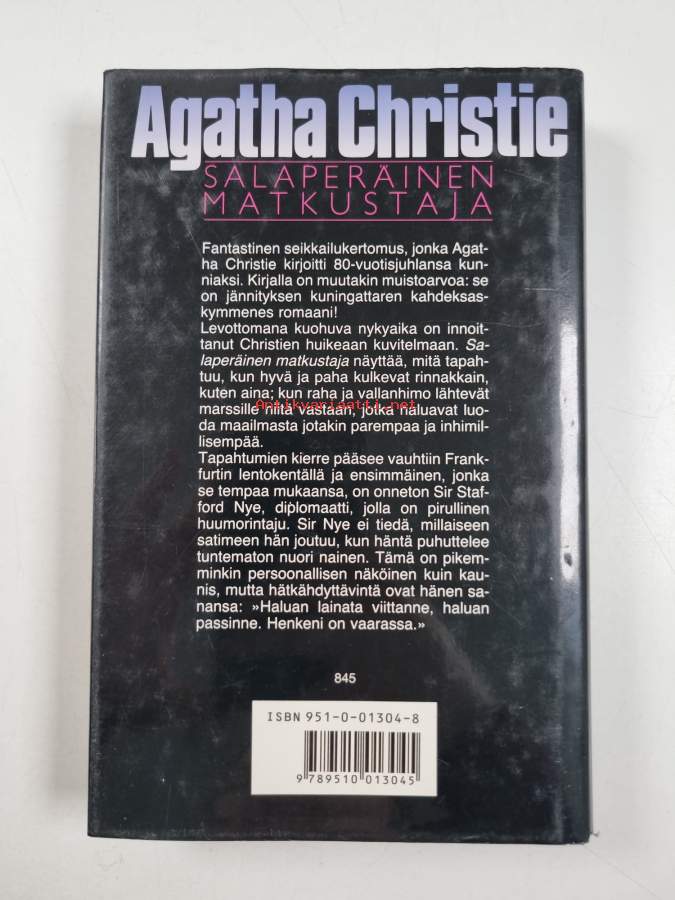 Agatha Christie
SALAPERÄINEN
MATKUSTAJA
Fantastinen seikkailukertomus, jonka Agat-
ha Christie kirjoitti 80-vuotisjuhlansa kun-
niaksi. Kirjalla on muutakin muistoarvoa: se
on jännityksen kuningattaren kahdeksas-
kymmenes romaani!
Levottomana kuohuva nykyaika on innoit-
tanut Christien huikeaan kuvitelmaan. Sa-
laperäinen matkustaja näyttää, mitä tapah-
tuu, kun hyvä ja paha kulkevat rinnakkain,
kuten aina; kun raha ja vallanhimo lähtevät
marssille niitä vastaan, jotka haluavat luo-
Antikvariaatti.net
da maailmasta jotakin parempaa ja inhimil-
lisempää.
Tapahtumien kierre pääsee vauhtiin Frank-
furtin lentokentällä ja ensimmäinen, jonka
se tempaa mukaansa, on onneton Sir Staf-
ford Nye, diplomaatti, jolla on pirullinen
huumorintaju. Sir Nye ei tiedä, millaiseen
satimeen hän joutuu, kun häntä puhuttelee
tuntematon nuori nainen. Tämä on pikem-
minkin persoonallisen näköinen kuin kau-
nis, mutta hätkähdyttävintä ovat hänen sa-
nansa: »Haluan lainata viittanne, haluan
passinne. Henkeni on vaarassa.»
845
ISBN 951-0-01304-8
9 789510 013045